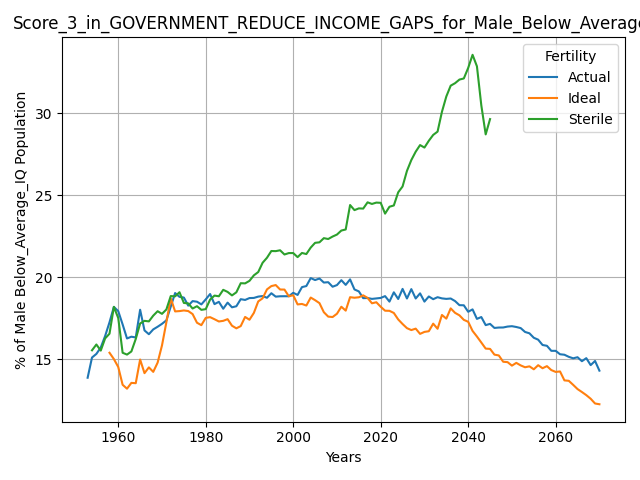 Score_3_in_GOVERNMENT_REDUCE_INCOME_GAPS_for_Male_Below_Average
Fertility
Actual
Ideal
Sterile
% of Male Below_Average_IQ Population
30
25
20
15
1960 1980 2000 2020 2040 2060
Years